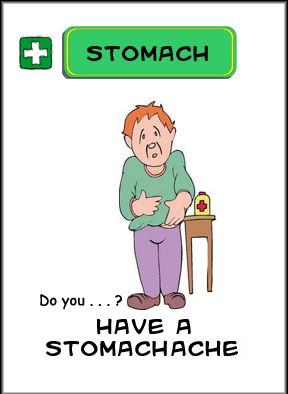 STOMACH
Do you . . . ?
HAVE A
STOMACHACHE